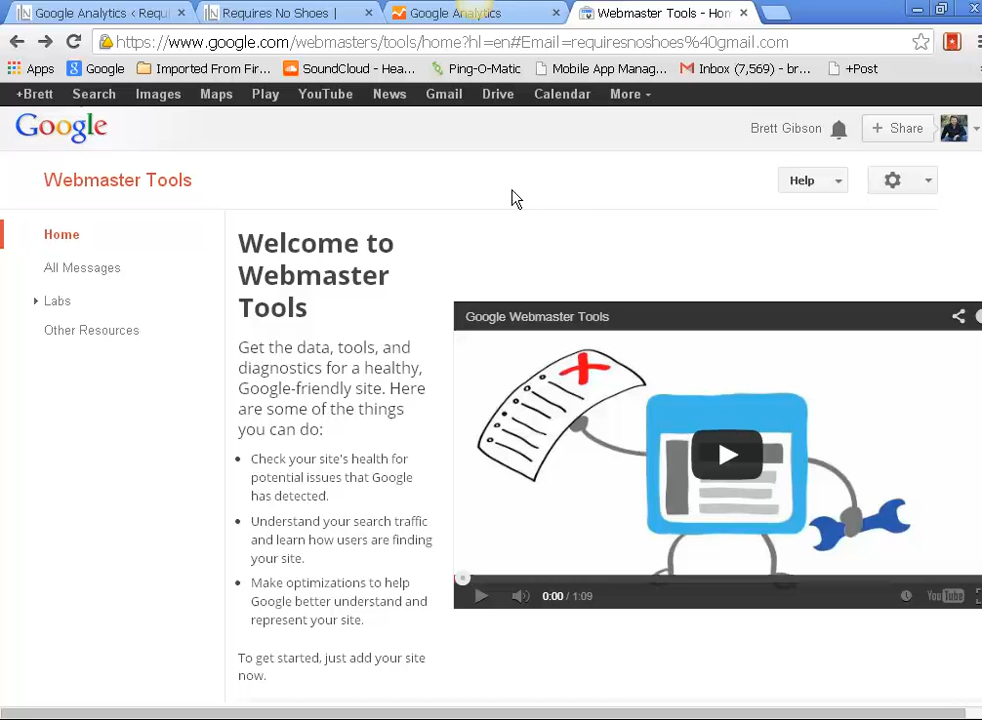 Google Analytics ‹ Requ
Requires No Shoes |
Google Analytics
Webmaster Tools - Hon
https://www.google.com/webmasters/tools/home?hl=en#Email=requiresnoshoes%40gmail.com
Apps Google Imported From Fir... SoundCloud - Hea... Ping-O-Matic Mobile App Manag... Inbox (7,569) - br... +Post
+Brett Search Images Maps Play YouTube News Gmail Drive Calendar More
Google
Brett Gibson
+ Share
Webmaster Tools
Help
Home
All Messages
Labs
Other Resources
Welcome to
Webmaster
Tools
Get the data, tools, and
diagnostics for a healthy,
Google-friendly site. Here
are some of the things
you can do:
• Check your site's health for
potential issues that Google
has detected.
• Understand your search traffic
and learn how users are finding
your site.
• Make optimizations to help
Google better understand and
represent your site.
To get started, just add your site
now.
Google Webmaster Tools
0:00 / 1:09
YouTube